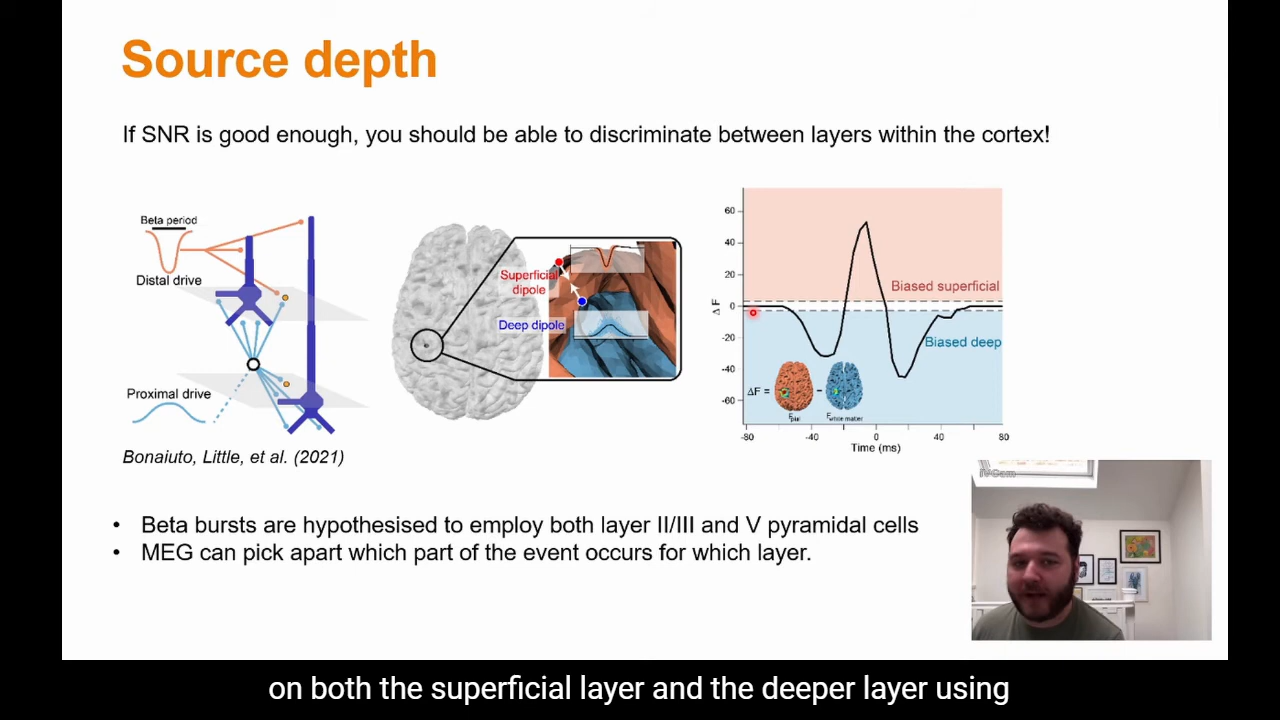 Source depth
If SNR is good enough, you should be able to discriminate between layers within the cortex!
Beta period
Distal drive
Proximal drive
Bonaiuto, Little, et al. (2021)
Superficial
dipole
Deep dipole
ΔF
60
40
20
0
-20
-40
-60
Biased superficial
Biased deep
ΔF = F pial - F white matter
-80 -40 0 40 80
Time (ms)
• Beta bursts are hypothesised to employ both layer II/III and V pyramidal cells
• MEG can pick apart which part of the event occurs for which layer.
on both the superficial layer and the deeper layer using